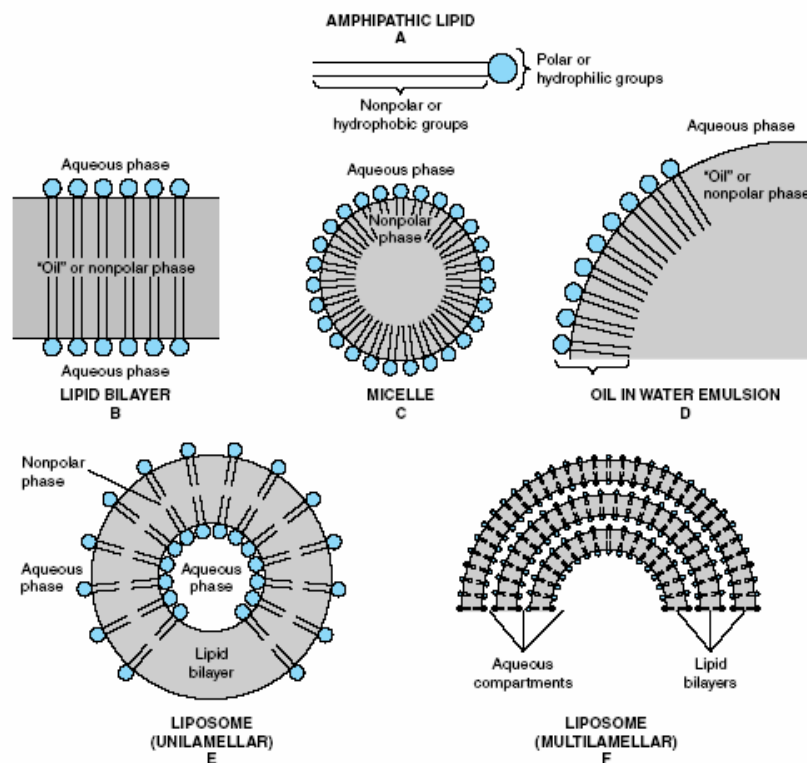 AMPHIPATHIC LIPID
A
Polar or
hydrophilic groups
Nonpolar or
hydrophobic groups
Aqueous phase
"Oil" or nonpolar phase
Aqueous phase
LIPID BILAYER
B
Aqueous phase
Nonpolar
phase
MICELLE
C
Aqueous phase
"Oil" or
nonpolar phase
OIL IN WATER EMULSION
D
Nonpolar
phase
Aqueous
phase
Aqueous
phase
Lipid
bilayer
LIPOSOME
(UNILAMELLAR)
E
Aqueous
compartments
Lipid
bilayers
LIPOSOME
(MULTILAMELLAR)
F